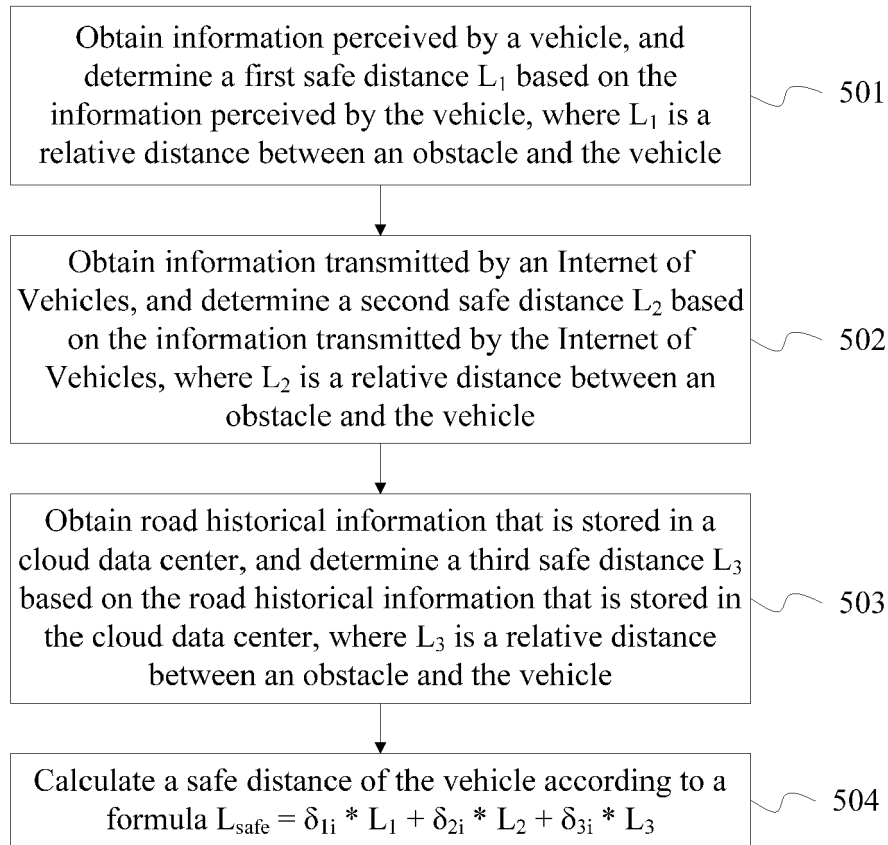 Obtain information perceived by a vehicle, and
determine a first safe distance L₁ based on the
information perceived by the vehicle, where L₁ is a
relative distance between an obstacle and the vehicle
501
Obtain information transmitted by an Internet of
Vehicles, and determine a second safe distance L₂ based
on the information transmitted by the Internet of
Vehicles, where L₂ is a relative distance between an
obstacle and the vehicle
502
Obtain road historical information that is stored in a
cloud data center, and determine a third safe distance L₃
based on the road historical information that is stored in
the cloud data center, where L₃ is a relative distance
between an obstacle and the vehicle
503
Calculate a safe distance of the vehicle according to a
formula L_safe = δ₁ᵢ * L₁ + δ₂ᵢ * L₂ + δ₃ᵢ * L₃
504